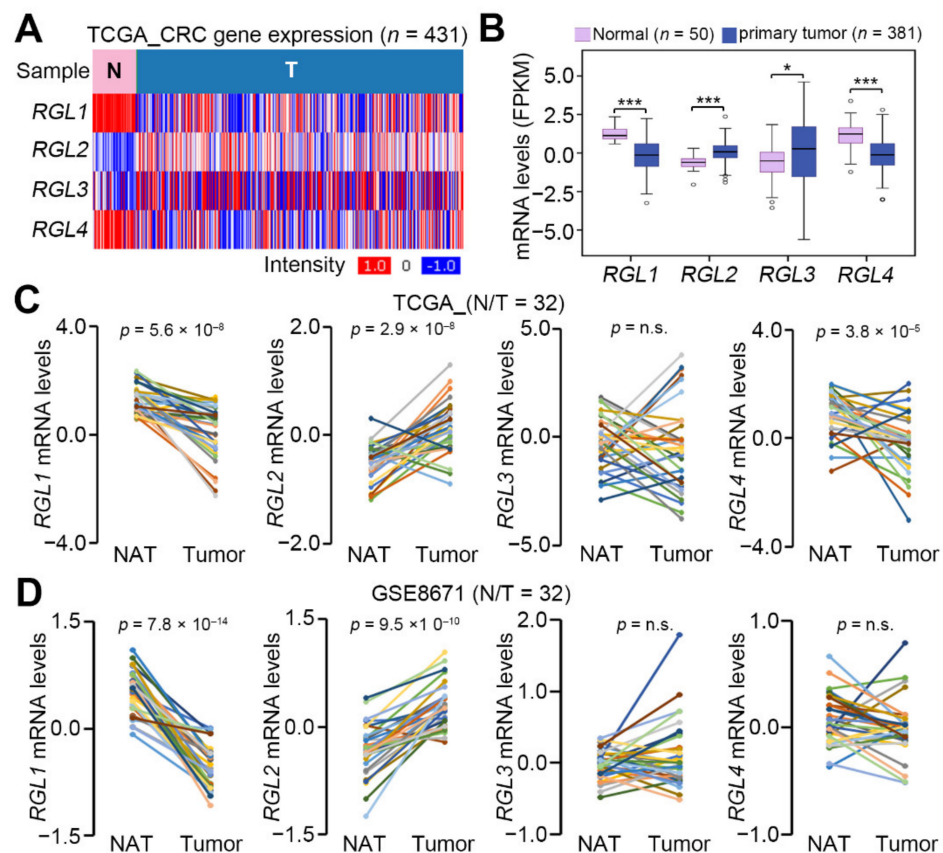 A TCGA_CRC gene expression (n = 431)
Sample N T
RGL1
RGL2
RGL3
RGL4
Intensity 1.0 0 -1.0
B Normal (n = 50) primary tumor (n = 381)
mRNA levels (FPKM)
5.0
2.5
0.0
−2.5
−5.0
*** *** * ***
RGL1 RGL2 RGL3 RGL4
C TCGA_(N/T = 32)
RGL1 mRNA levels
4.0
0.0
−4.0
p = 5.6 × 10⁻⁸
NAT Tumor
RGL2 mRNA levels
2.0
0.0
−2.0
p = 2.9 × 10⁻⁸
NAT Tumor
RGL3 mRNA levels
5.0
0.0
−5.0
p = n.s.
NAT Tumor
RGL4 mRNA levels
4.0
0.0
−4.0
p = 3.8 × 10⁻⁵
NAT Tumor
D GSE8671 (N/T = 32)
RGL1 mRNA levels
1.5
0.0
−1.5
p = 7.8 × 10⁻¹⁴
NAT Tumor
RGL2 mRNA levels
1.5
0.0
−1.5
p = 9.5 ×1 0⁻¹⁰
NAT Tumor
RGL3 mRNA levels
2.0
1.0
0.0
−1.0
p = n.s.
NAT Tumor
RGL4 mRNA levels
1.0
0.0
−1.0
p = n.s.
NAT Tumor